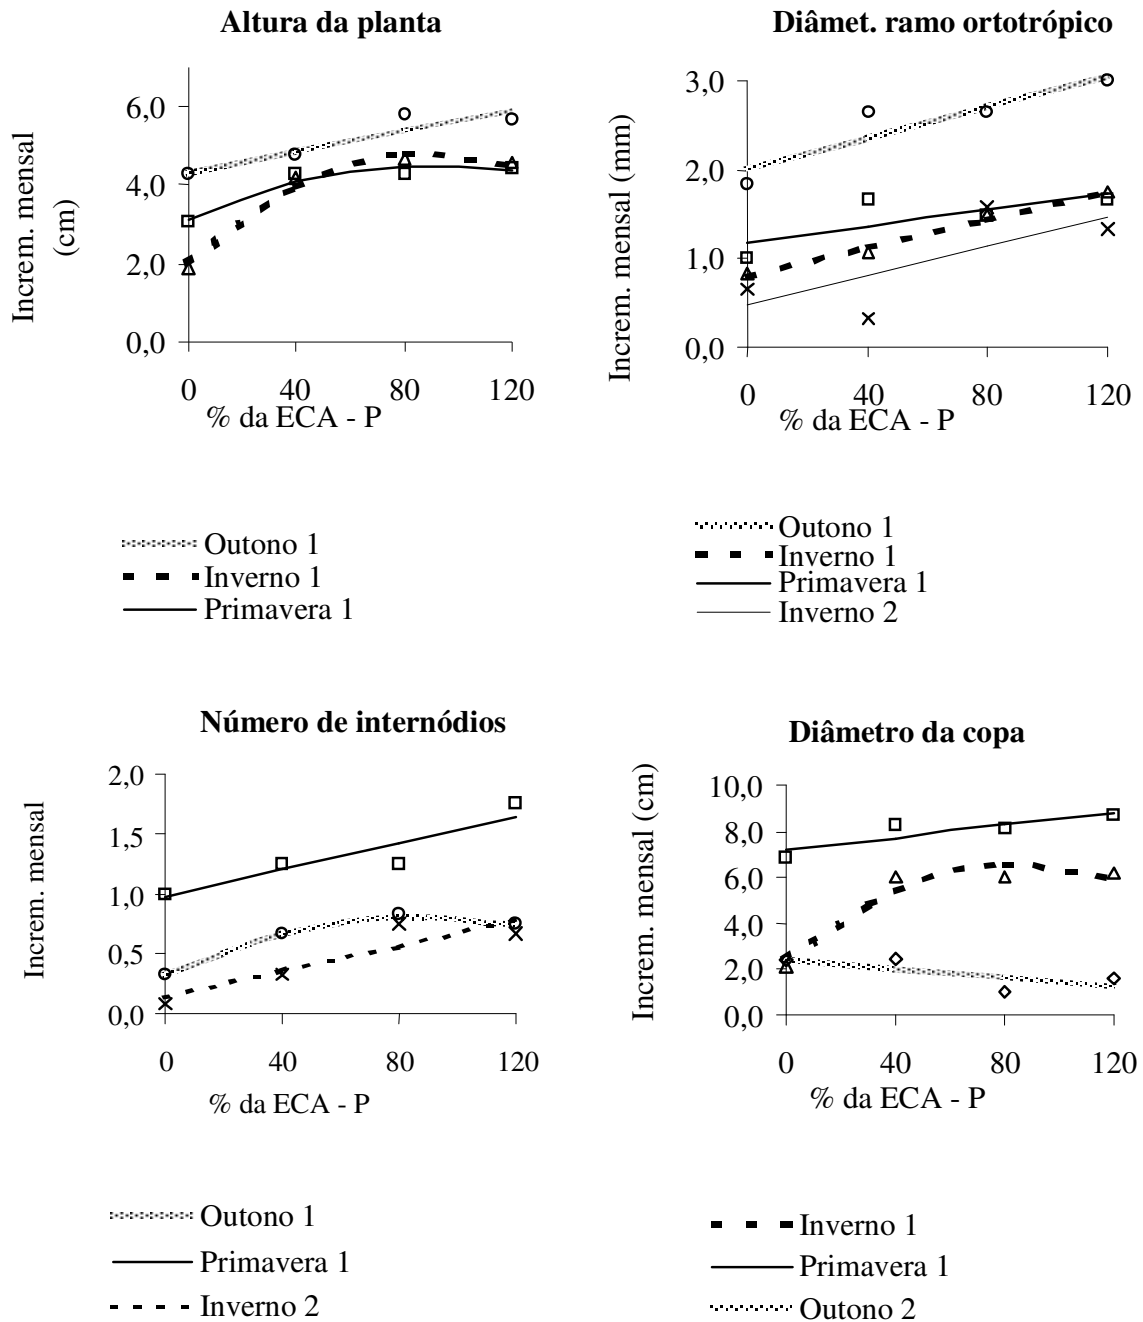 Altura da planta
Increm. mensal
(cm)
6,0
4,0
2,0
0,0
0 40 80 120
% da ECA - P
Outono 1
Inverno 1
Primavera 1
Diâmet. ramo ortotrópico
Increm. mensal (mm)
3,0
2,0
1,0
0,0
0 40 80 120
% da ECA - P
Outono 1
Inverno 1
Primavera 1
Inverno 2
Número de internódios
Increm. mensal
2,0
1,5
1,0
0,5
0,0
0 40 80 120
% da ECA - P
Outono 1
Primavera 1
Inverno 2
Diâmetro da copa
Increm. mensal (cm)
10,0
8,0
6,0
4,0
2,0
0,0
0 40 80 120
% da ECA - P
Inverno 1
Primavera 1
Outono 2